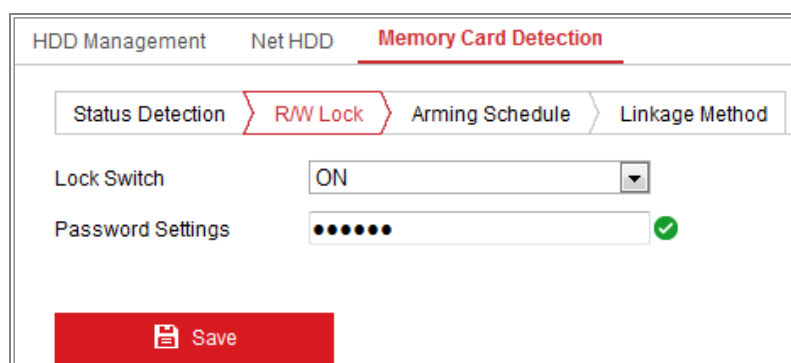 HDD Management Net HDD Memory Card Detection
Status Detection R/W Lock Arming Schedule Linkage Method
Lock Switch ON
Password Settings ●●●●●●
Save